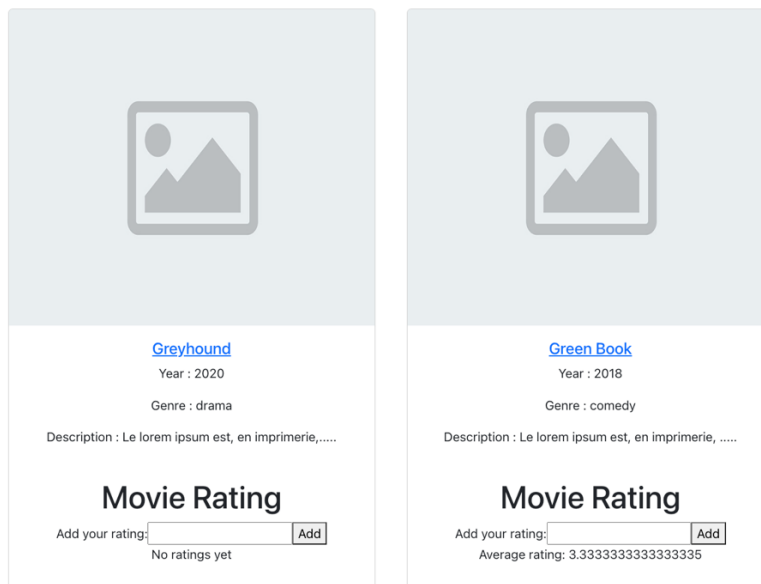 Greyhound
Year : 2020
Genre : drama
Description : Le lorem ipsum est, en imprimerie,.....
Movie Rating
Add your rating: Add
No ratings yet
Green Book
Year : 2018
Genre : comedy
Description : Le lorem ipsum est, en imprimerie, .....
Movie Rating
Add your rating: Add
Average rating: 3.3333333333333335